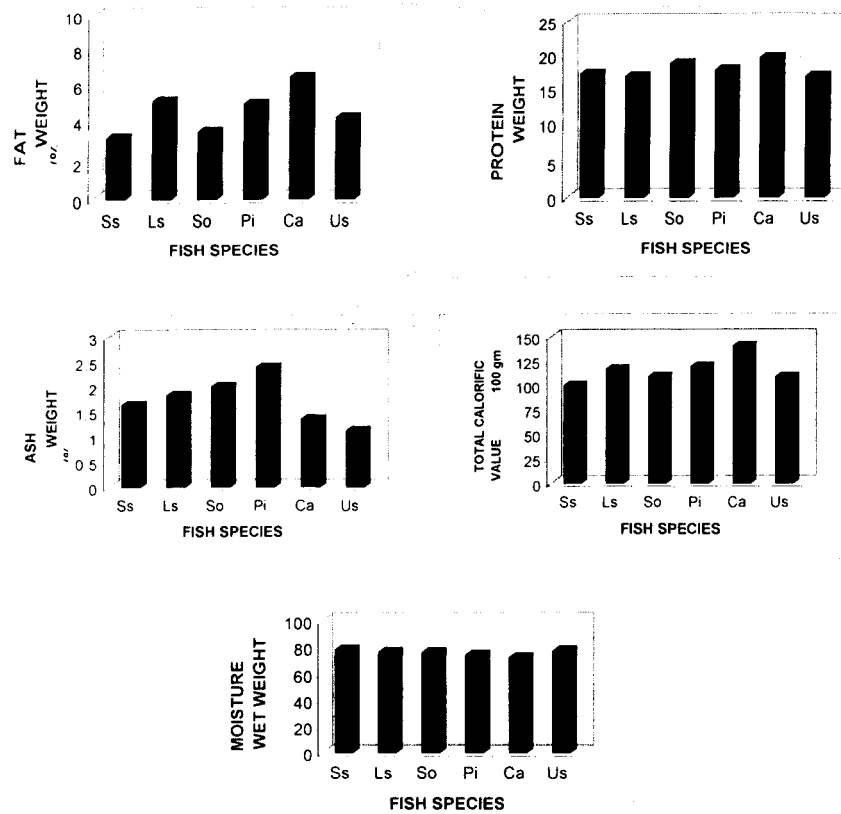 10
8
6
4
2
0
FAT
WEIGHT
Ss Ls So Pi Ca Us
FISH SPECIES
25
20
15
10
5
0
PROTEIN
WEIGHT
Ss Ls So Pi Ca Us
FISH SPECIES
3
2 5
2
1.5
1
0 5
0
ASH
WEIGHT
Ss Ls So Pi Ca Us
FISH SPECIES
150
125
100
75
50
25
0
TOTAL CALORIFIC
VALUE 100 gm
Ss Ls So Pi Ca Us
FISH SPECIES
100
80
60
40
20
0
MOISTURE
WET WEIGHT
Ss Ls So Pi Ca Us
FISH SPECIES